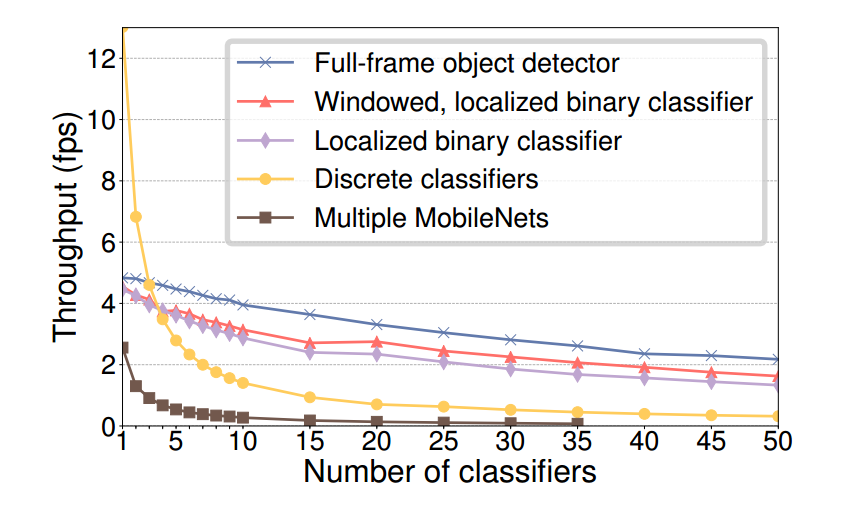 Throughput (fps)
12
10
8
6
4
2
0
Full-frame object detector
Windowed, localized binary classifier
Localized binary classifier
Discrete classifiers
Multiple MobileNets
1 5 10 15 20 25 30 35 40 45 50
Number of classifiers